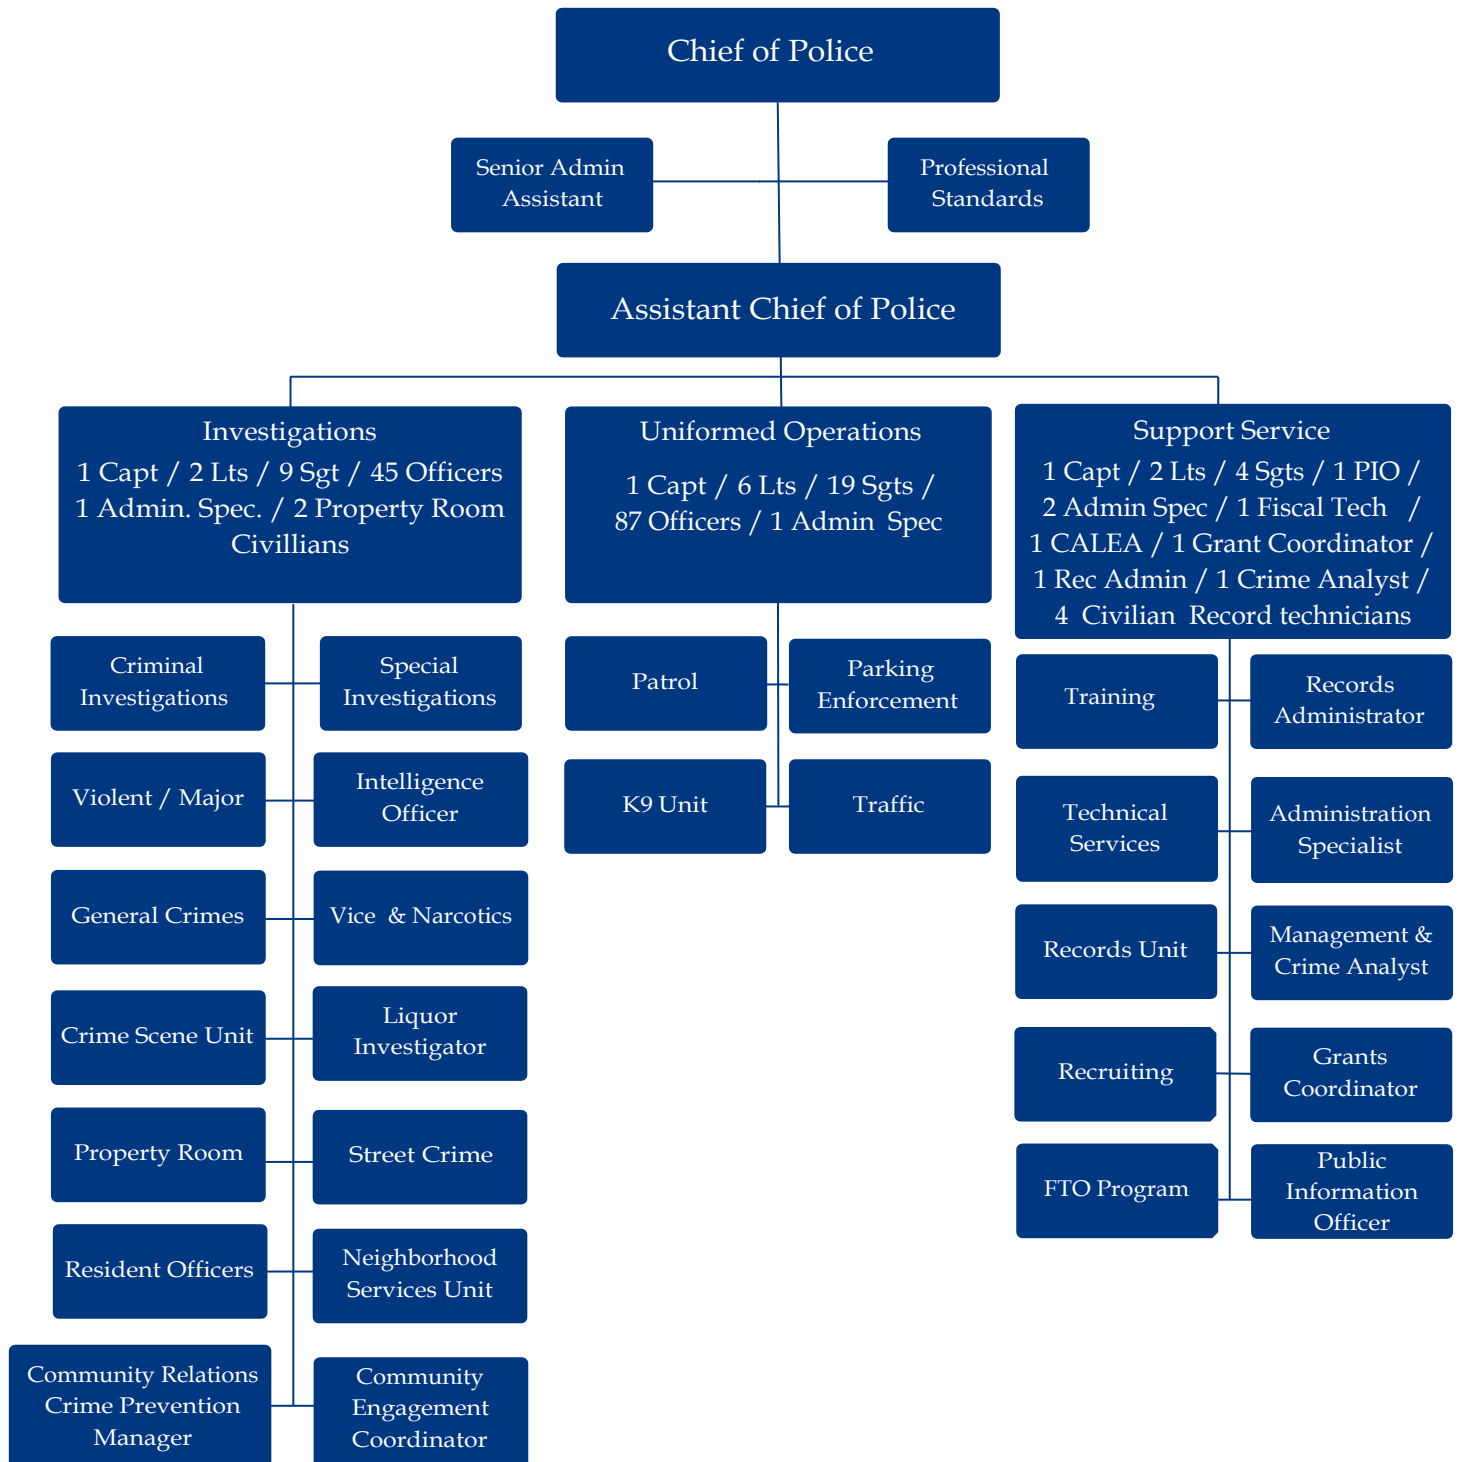 Chief of Police
Senior Admin
Assistant
Professional
Standards
Assistant Chief of Police
Investigations
1 Capt / 2 Lts / 9 Sgt / 45 Officers
1 Admin. Spec. / 2 Property Room
Civillians
Uniformed Operations
1 Capt / 6 Lts / 19 Sgts /
87 Officers / 1 Admin Spec
Support Service
1 Capt / 2 Lts / 4 Sgts / 1 PIO /
2 Admin Spec / 1 Fiscal Tech /
1 CALEA / 1 Grant Coordinator /
1 Rec Admin / 1 Crime Analyst /
4 Civilian Record technicians
Criminal
Investigations
Special
Investigations
Violent / Major
Intelligence
Officer
General Crimes
Vice & Narcotics
Crime Scene Unit
Liquor
Investigator
Property Room
Street Crime
Resident Officers
Neighborhood
Services Unit
Community Relations
Crime Prevention
Manager
Community
Engagement
Coordinator
Patrol
Parking
Enforcement
K9 Unit
Traffic
Training
Records
Administrator
Technical
Services
Administration
Specialist
Records Unit
Management &
Crime Analyst
Recruiting
Grants
Coordinator
FTO Program
Public
Information
Officer